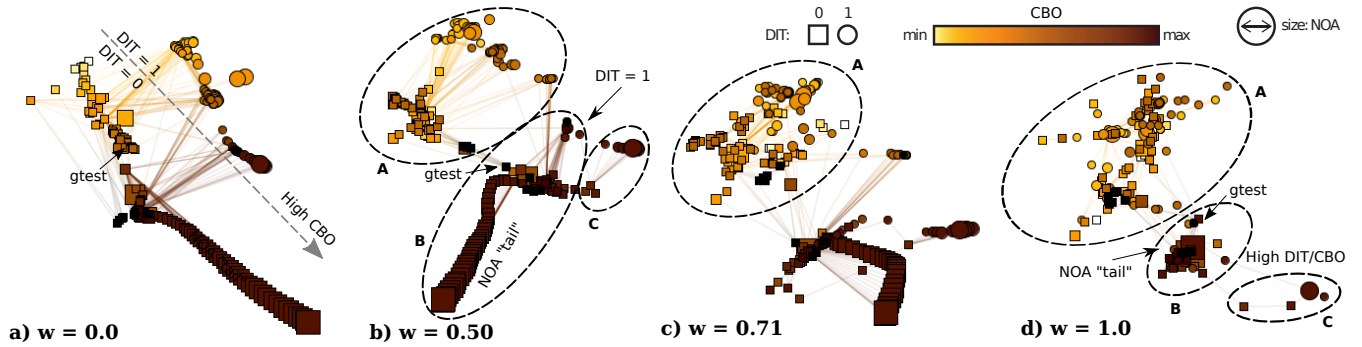 DIT = 1
DIT = 0
gtest
High CBO
a) w = 0.0
DIT = 1
A
gtest
B
NOA "tail"
C
b) w = 0.50
DIT:
0 1
A
c) w = 0.71
CBO
min max
size: NOA
A
gtest
NOA "tail"
High DIT/CBO
B
C
d) w = 1.0